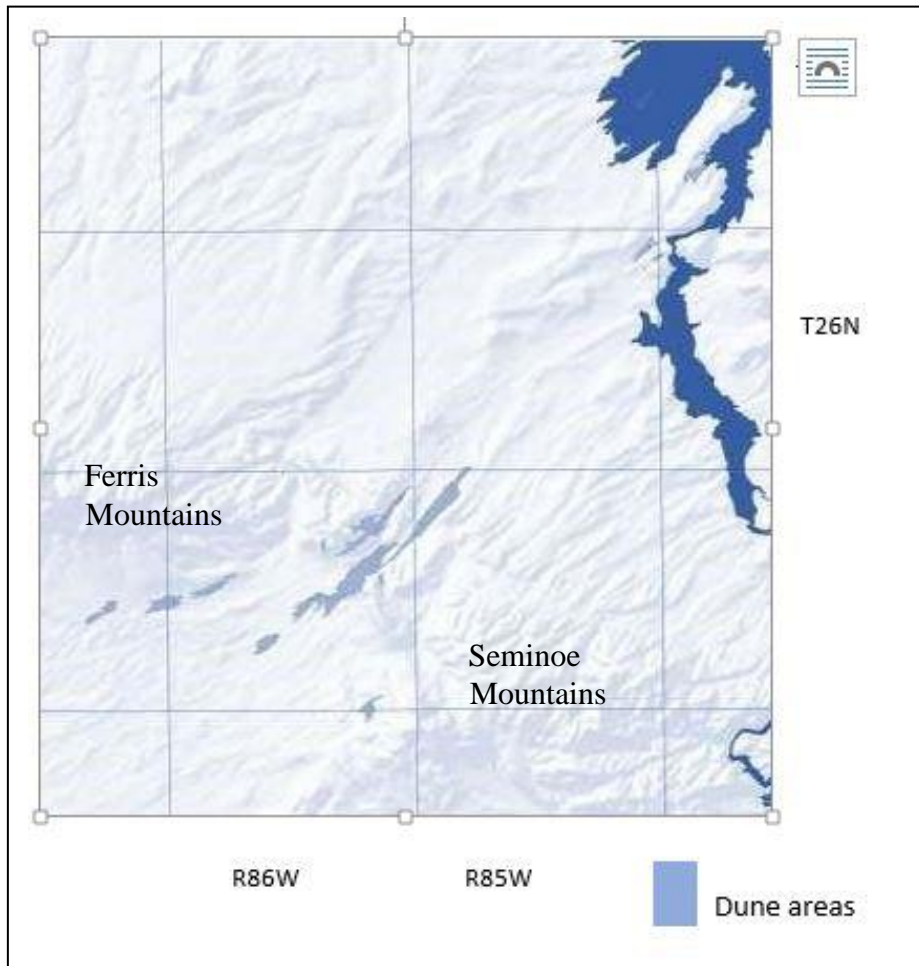 T26N
Ferris
Mountains
Seminoe
Mountains
R86W
R85W
Dune areas